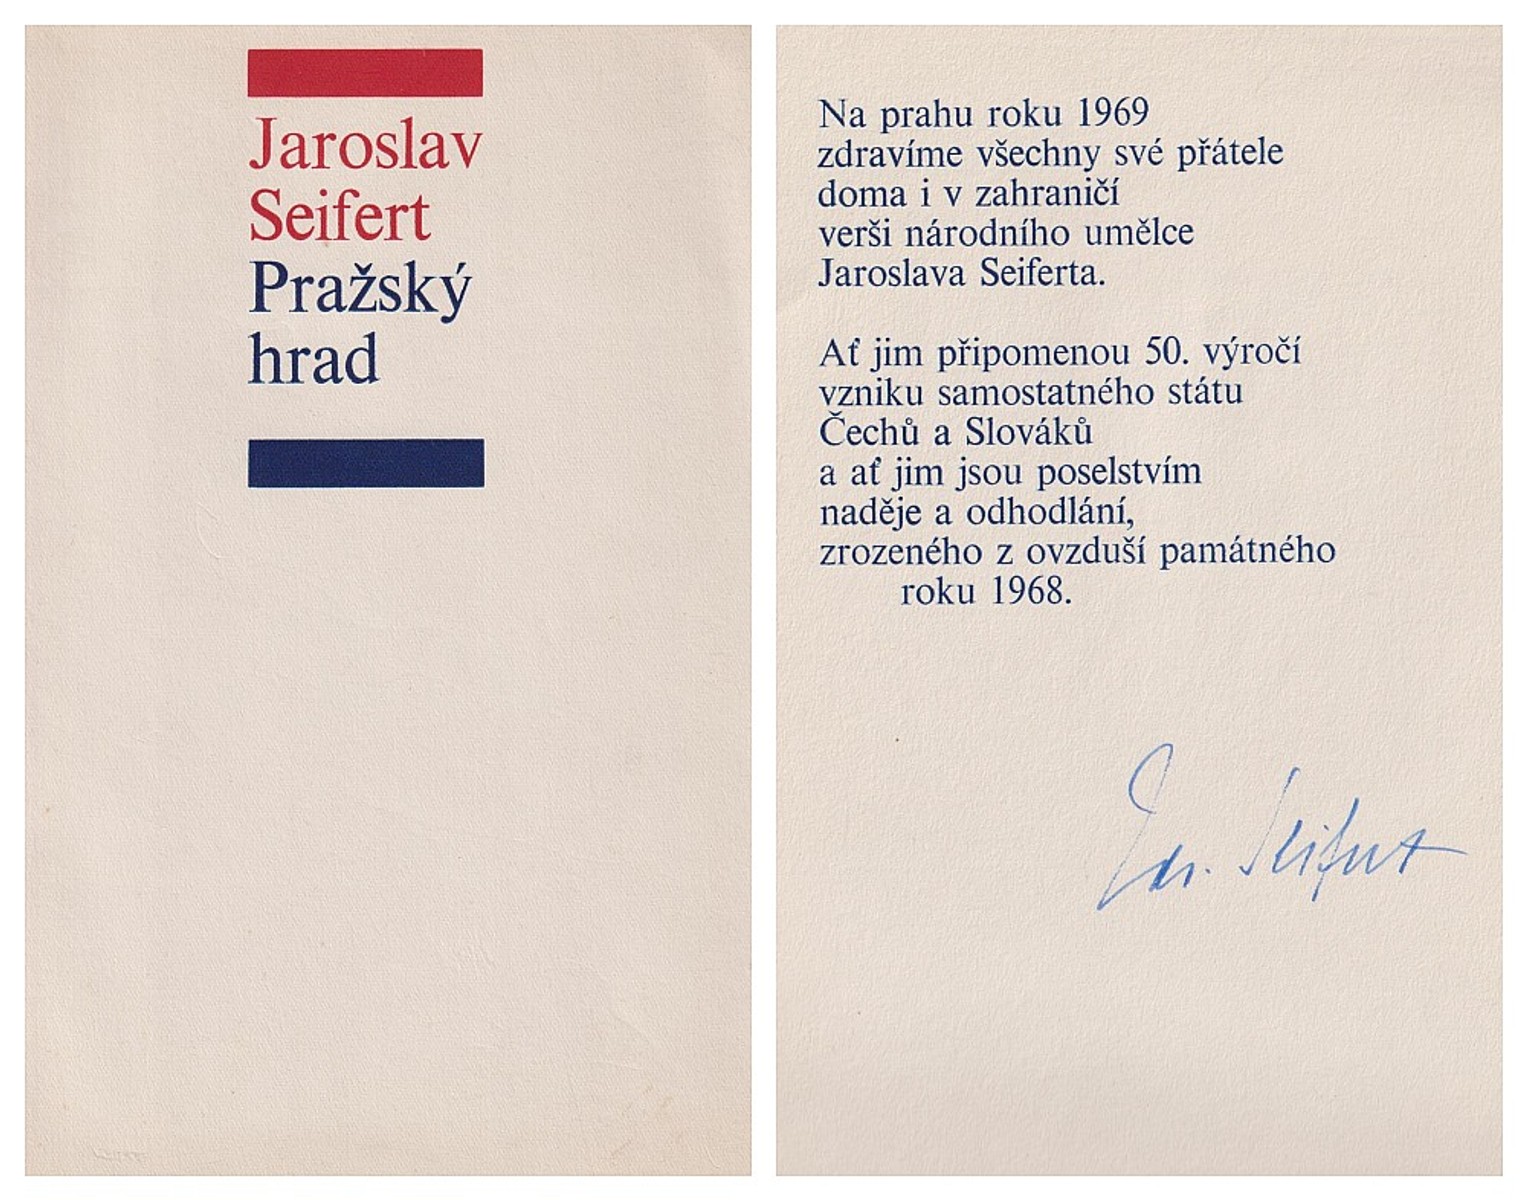 Jaroslav
Seifert
Pražský
hrad
Na prahu roku 1969
zdravíme všechny své přátele
doma i v zahraničí
verši národního umělce
Jaroslava Seiferta.
Ať jim připomenou 50. výročí
vzniku samostatného státu
Čechů a Slováků
a ať jim jsou poselstvím
naděje a odhodlání,
zrozeného z ovzduší památného
roku 1968.
Jar. Seifert